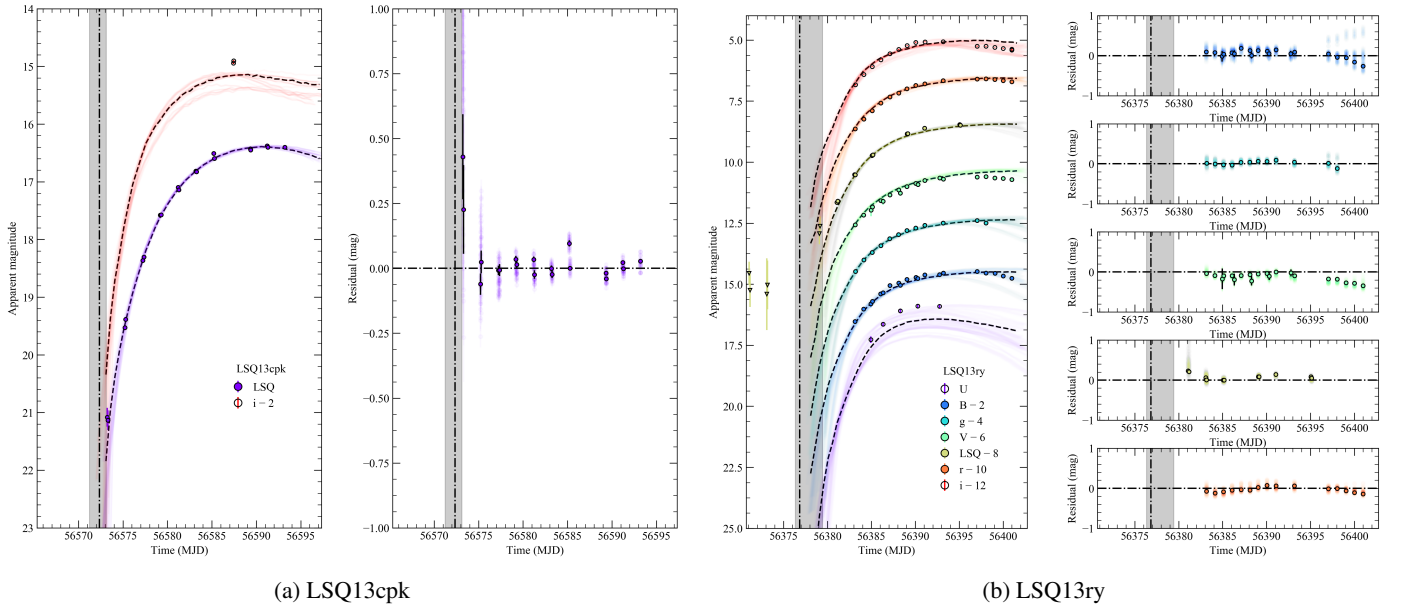 14
15
16
17
18
19
20
21
22
23
Apparent magnitude
56570 56575 56580 56585 56590 56595
Time (MJD)
LSQ13cpk
LSQ
i − 2
1.00
0.75
0.50
0.25
0.00
−0.25
−0.50
−0.75
−1.00
Residual (mag)
56570 56575 56580 56585 56590 56595
Time (MJD)
(a) LSQ13cpk
5.0
7.5
10.0
12.5
15.0
17.5
20.0
22.5
25.0
Apparent magnitude
56375 56380 56385 56390 56395 56400
Time (MJD)
LSQ13ry
U
B − 2
g − 4
V − 6
LSQ − 8
r − 10
i − 12
1
0
−1
Residual (mag)
56375 56380 56385 56390 56395 56400
Time (MJD)
1
0
−1
Residual (mag)
56375 56380 56385 56390 56395 56400
Time (MJD)
1
0
−1
Residual (mag)
56375 56380 56385 56390 56395 56400
Time (MJD)
1
0
−1
Residual (mag)
56375 56380 56385 56390 56395 56400
Time (MJD)
1
0
−1
Residual (mag)
56375 56380 56385 56390 56395 56400
Time (MJD)
(b) LSQ13ry